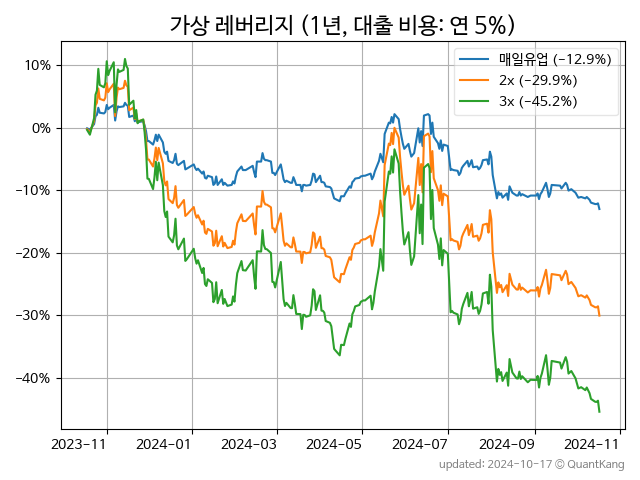 가상 레버리지 (1년, 대출 비용: 연 5%)
매일유업 (−12.9%)
2x (−29.9%)
3x (−45.2%)
10%
0%
−10%
−20%
−30%
−40%
2023−11 2024−01 2024−03 2024−05 2024−07 2024−09 2024−11
updated: 2024-10-17 © QuantKang